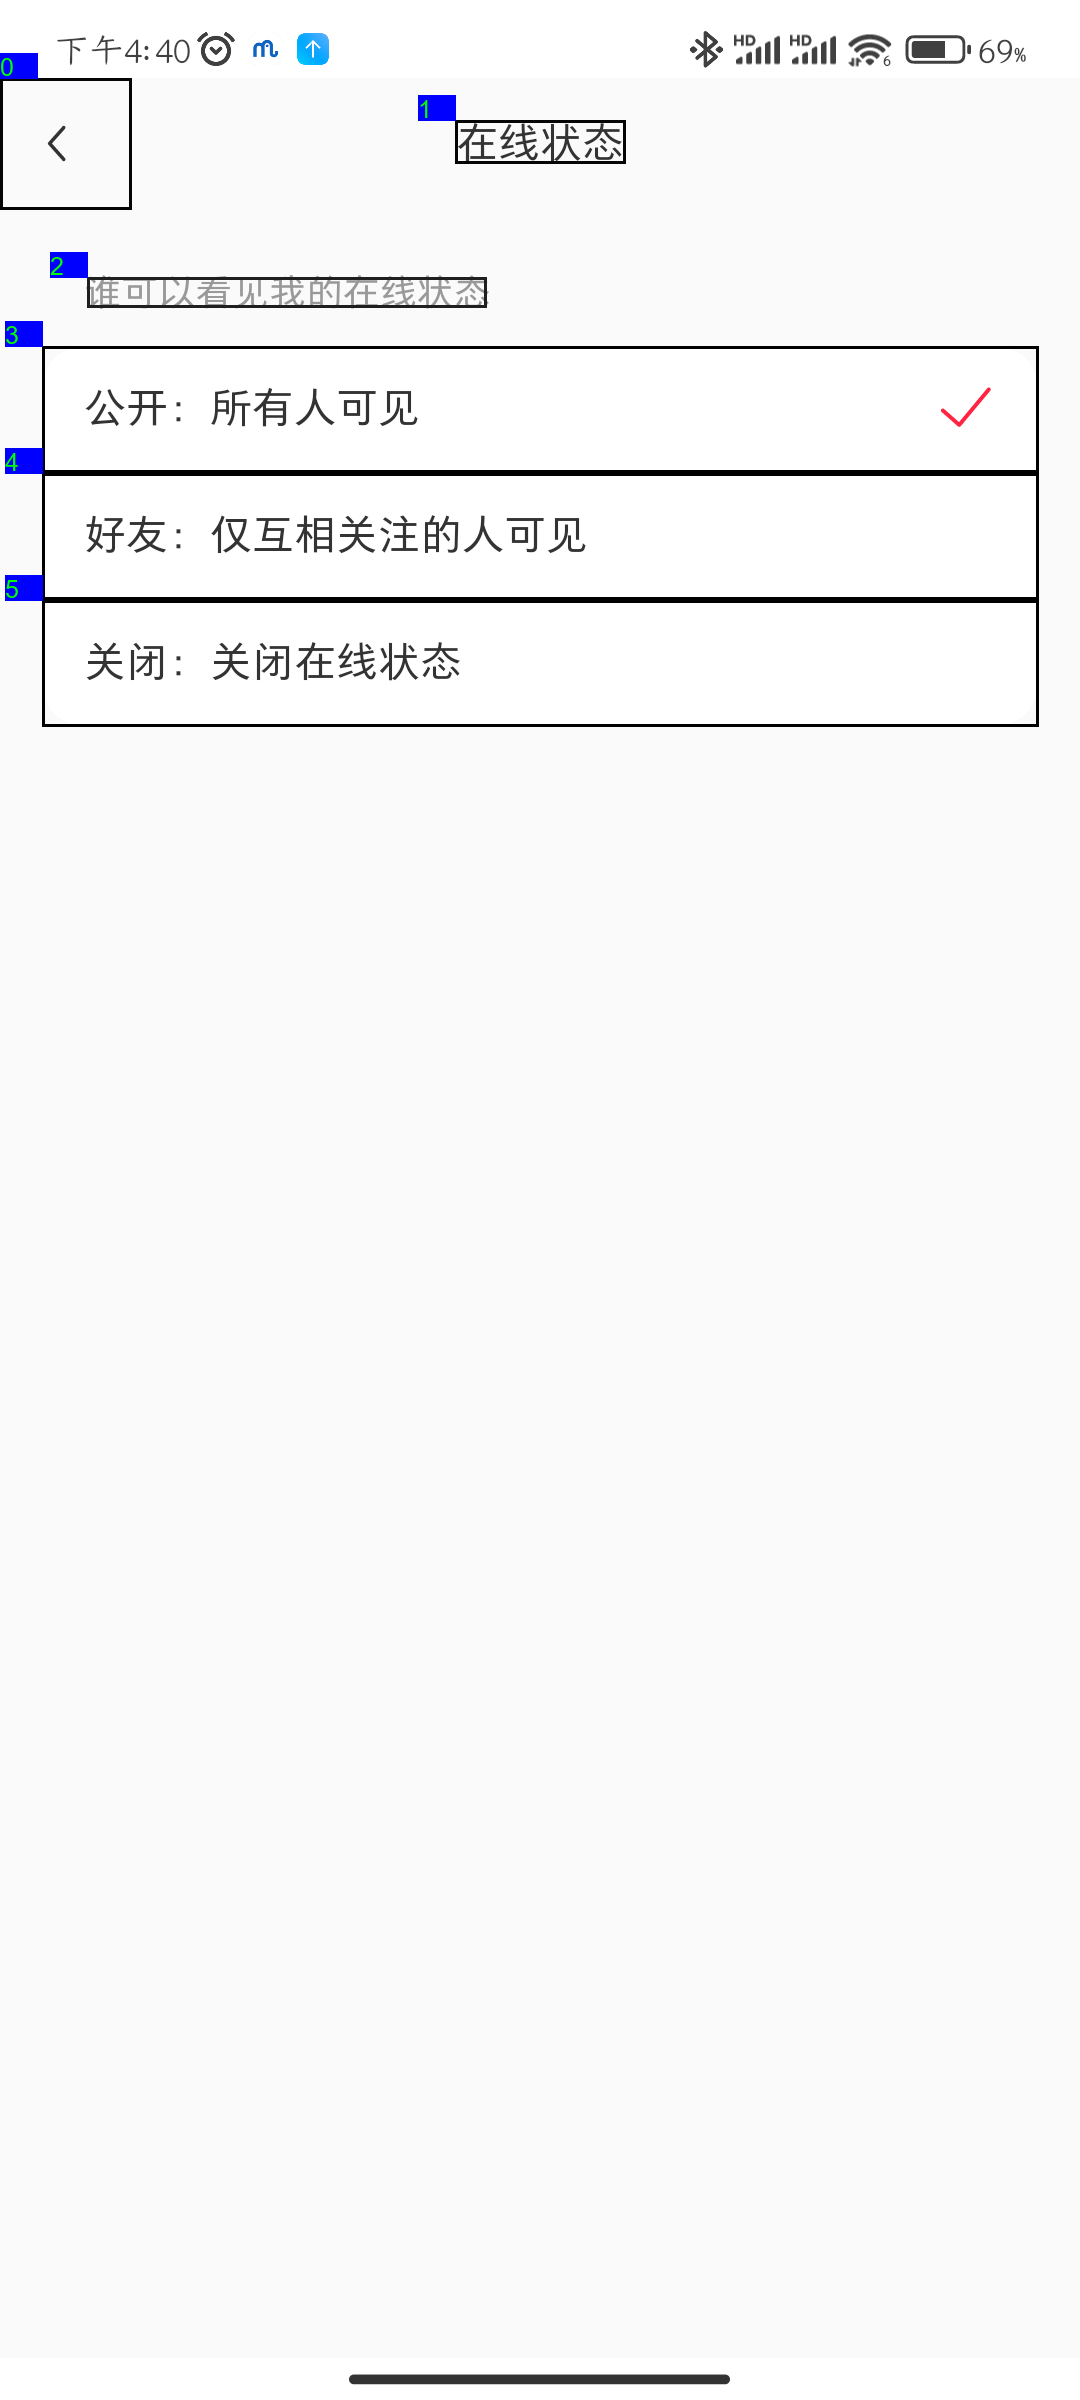 下午4:40 69%
0
1
在线状态
2
谁可以看见我的在线状态
3
公开：所有人可见
4
好友：仅互相关注的人可见
5
关闭：关闭在线状态